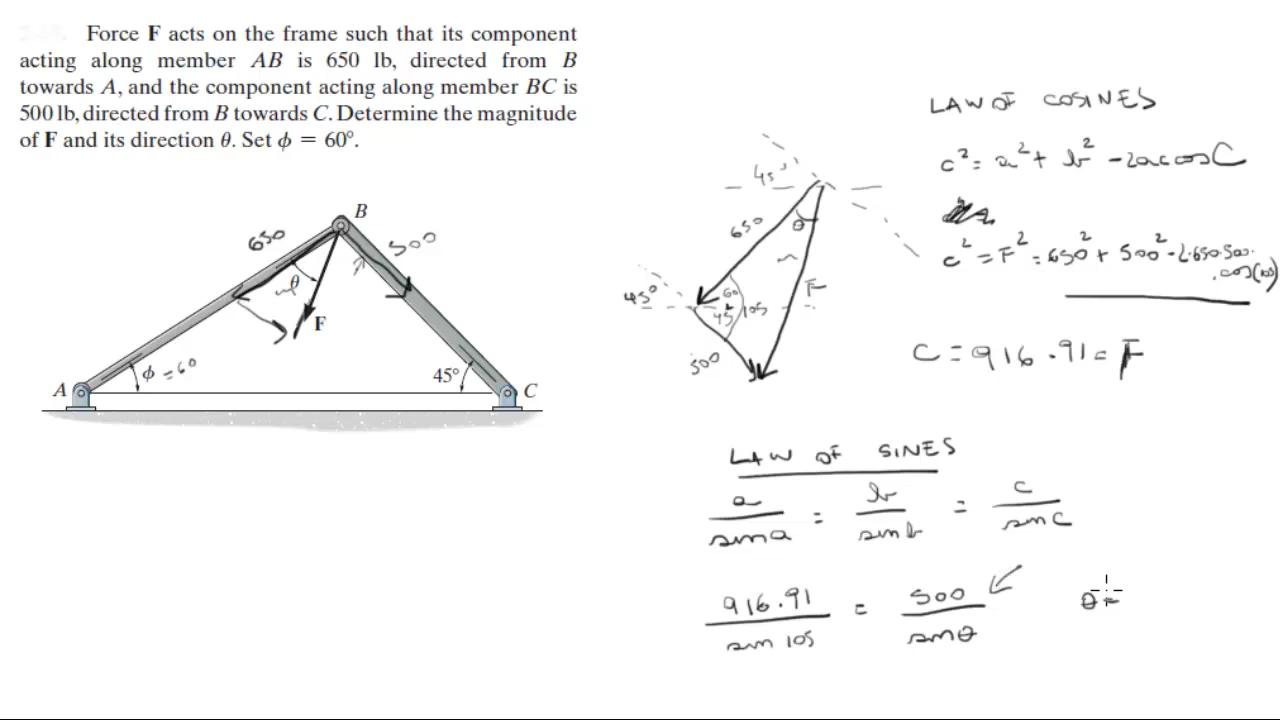 Force F acts on the frame such that its component
acting along member AB is 650 lb, directed from B
towards A, and the component acting along member BC is
500 lb, directed from B towards C. Determine the magnitude
of F and its direction θ. Set ϕ = 60°.
B
650
500
θ
F
A
ϕ = 60
45°
C
45°
650
θ
F
45°
60
45
105
500
LAW OF COSINES
c² = a² + b² - 2ac cos C
c² = F² = 650² + 500² - 2·650·500·
·cos(105)
C = 916.91 = F
LAW OF SINES
a/sin a = b/sin b = c/sin C
916.91/sin 105 = 500/sin θ
θ =